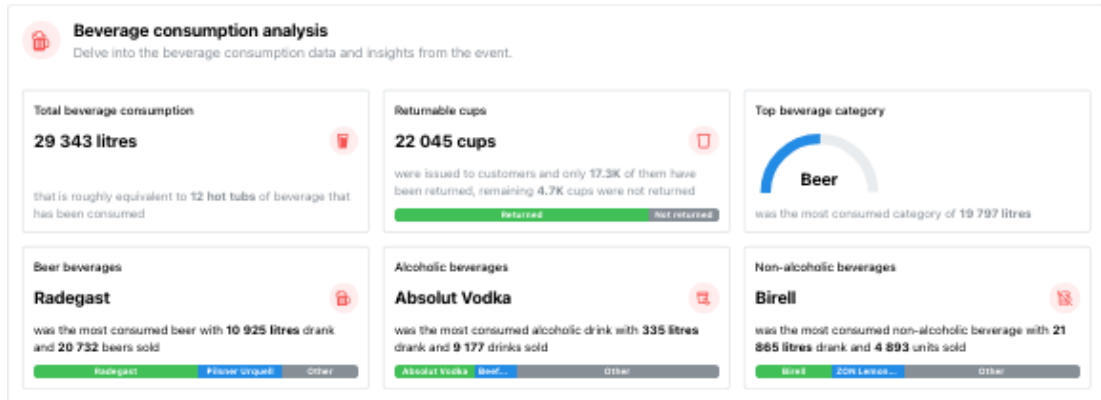 Beverage consumption analysis
Delve into the beverage consumption data and insights from the event.
Total beverage consumption
29 343 litres
that is roughly equivalent to 12 hot tubs of beverage that
has been consumed
Returnable cups
22 045 cups
were issued to customers and only 17.3K of them have
been returned, remaining 4.7K cups were not returned
Returned Not returned
Top beverage category
Beer
was the most consumed category of 19 797 litres
Beer beverages
Radegast
was the most consumed beer with 10 925 litres drank
and 20 732 beers sold
Radegast Pilsner Urquell Other
Alcoholic beverages
Absolut Vodka
was the most consumed alcoholic drink with 335 litres
drank and 9 177 drinks sold
Absolut Vodka Beef... Other
Non-alcoholic beverages
Birell
was the most consumed non-alcoholic beverage with 21
865 litres drank and 4 893 units sold
Birell ZON Lemon... Other